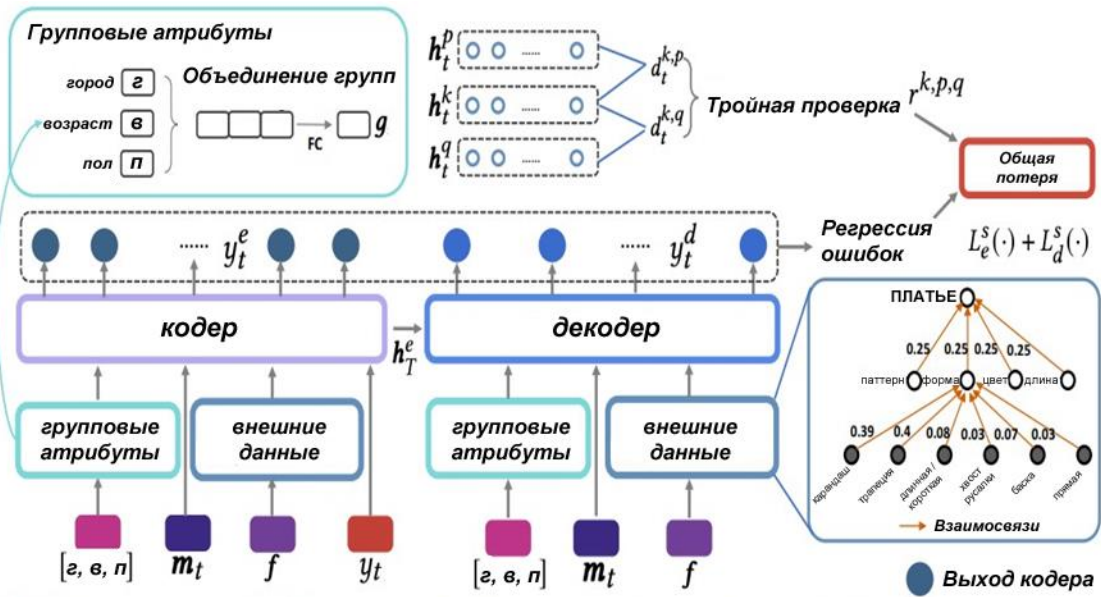 Групповые атрибуты
город г
возраст в
пол п
Объединение групп
FC
g
h_t^p ......
h_t^k ......
h_t^q ......
d_t^{k,p}
d_t^{k,q}
Тройная проверка r^{k,p,q}
Общая
потеря
Регрессия
ошибок
L_e^s(·) + L_d^s(·)
...... y_t^e
...... y_t^d
кодер
h_T^e
декодер
групповые
атрибуты
внешние
данные
групповые
атрибуты
внешние
данные
[г, в, п]
m_t
f
y_t
[г, в, п]
m_t
f
ПЛАТЬЕ
0.25 0.25 0.25 0.25
паттерн форма цвет длина
0.39 0.4 0.08 0.03 0.07 0.03
карандаш
трапеция
длинная /
короткая
хвост
русалки
баска
прямая
Взаимосвязи
Выход кодера